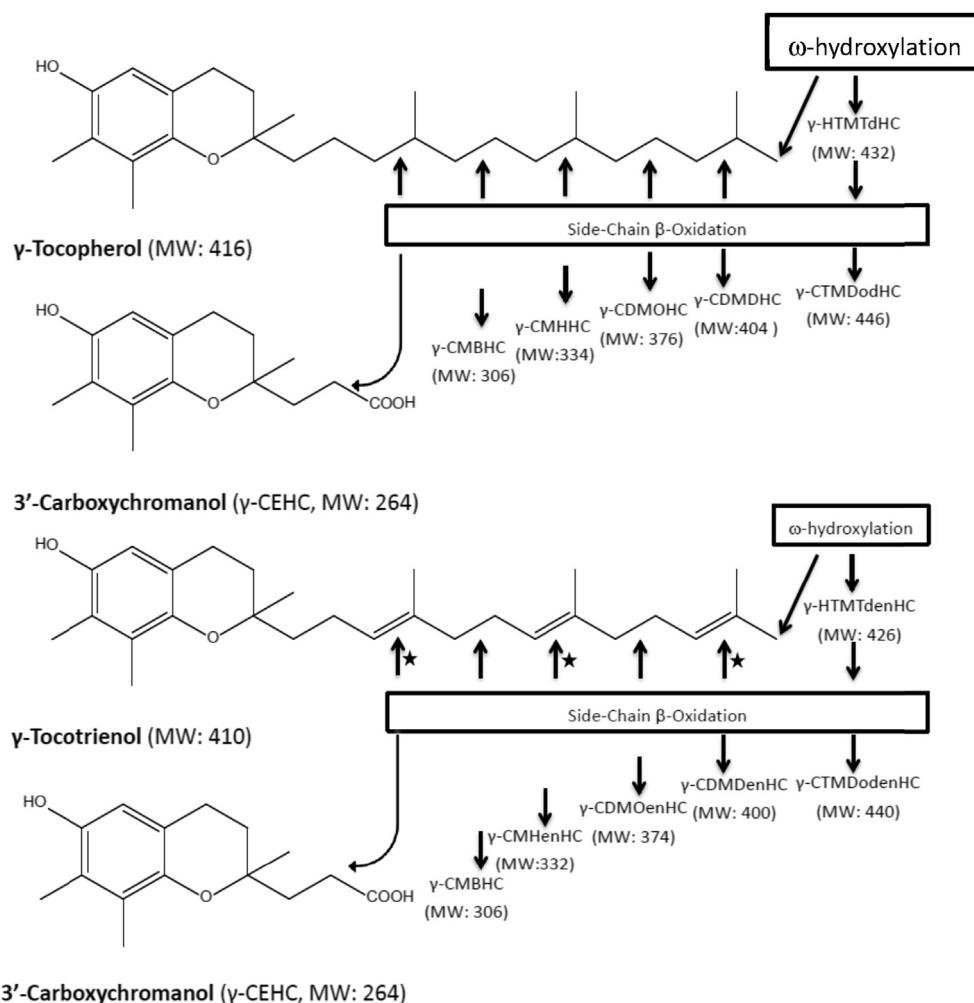 ω-hydroxylation
HO
O
γ-HTMTdHC
(MW: 432)
Side-Chain β-Oxidation
γ-Tocopherol (MW: 416)
HO
O
COOH
γ-CMBHC
(MW: 306)
γ-CMHHC
(MW:334)
γ-CDMOHC
(MW: 376)
γ-CDMDHC
(MW:404 )
γ-CTMDodHC
(MW: 446)
3’-Carboxychromanol (γ-CEHC, MW: 264)
ω-hydroxylation
HO
O
γ-HTMTdenHC
(MW: 426)
Side-Chain β-Oxidation
γ-Tocotrienol (MW: 410)
HO
O
COOH
γ-CMBHC
(MW: 306)
γ-CMHenHC
(MW:332)
γ-CDMOenHC
(MW: 374)
γ-CDMDenHC
(MW: 400)
γ-CTMDodenHC
(MW: 440)
3’-Carboxychromanol (γ-CEHC, MW: 264)